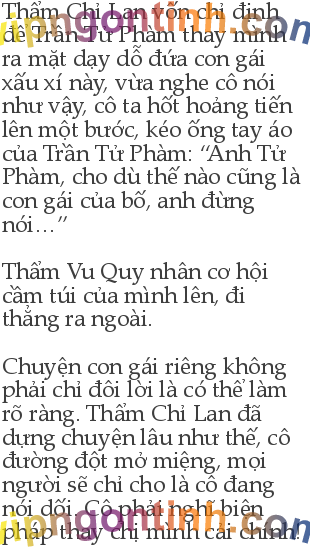 Thẩm Chỉ Lan vốn chỉ định
để Trần Tử Phàm thay mình
ra mặt dạy dỗ đứa con gái
xấu xí này, vừa nghe cô nói
như vậy, cô ta hốt hoảng tiến
lên một bước, kéo ống tay áo
của Trần Tử Phàm: “Anh Tử
Phàm, cho dù thế nào cũng là
con gái của bố, anh đừng
nói…”
Thẩm Vu Quy nhân cơ hội
cầm túi của mình lên, đi
thẳng ra ngoài.
Chuyện con gái riêng không
phải chỉ đôi lời là có thể làm
rõ ràng. Thẩm Chỉ Lan đã
dựng chuyện lâu như thế, cô
đường đột mở miệng, mọi
người sẽ chỉ cho là cô đang
nói dối. Cô phải nghĩ biện
pháp thay chị mình cải chính!
vipngontinh.com
vipngontinh.com